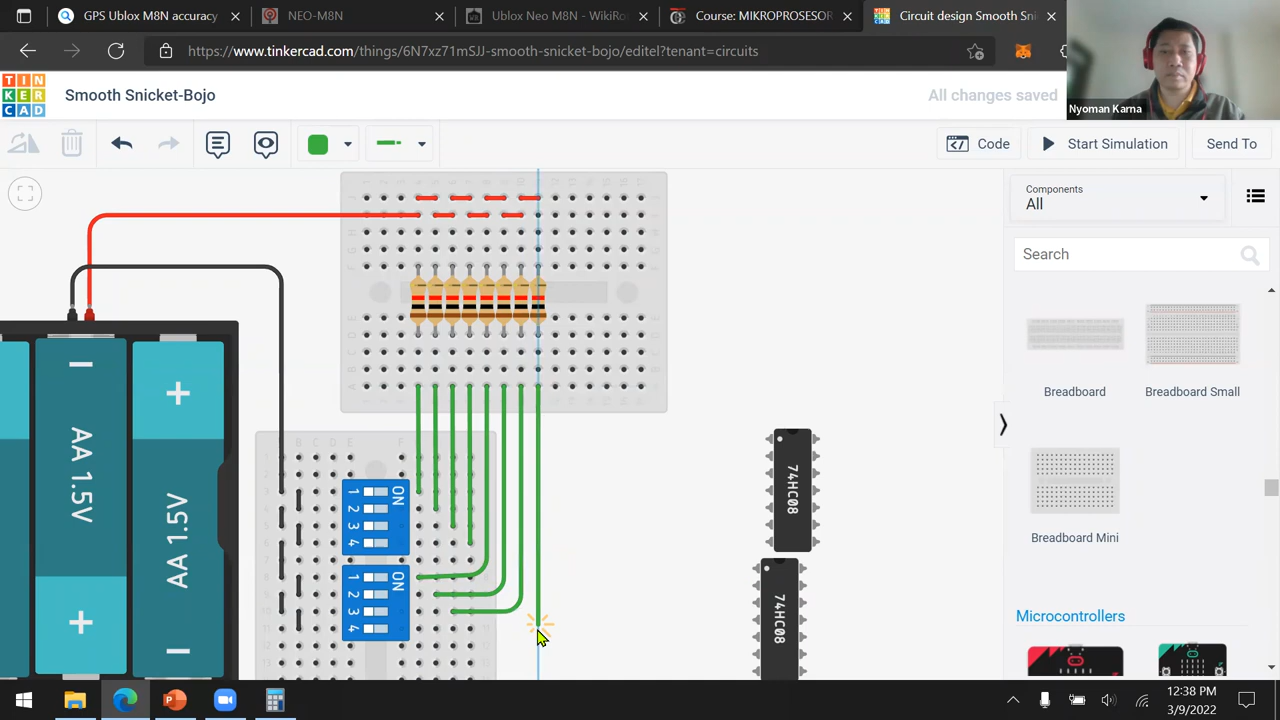 GPS Ublox M8N accuracy
NEO-M8N
Ublox Neo M8N - WikiRo
Course: MIKROPROSESOR
Circuit design Smooth Sni
https://www.tinkercad.com/things/6N7xz71mSJJ-smooth-snicket-bojo/editel?tenant=circuits
Nyoman Karna
TIN
KER
CAD
Smooth Snicket-Bojo
All changes saved
Code
Start Simulation
Send To
Components
All
Search
Breadboard
Breadboard Small
Breadboard Mini
Microcontrollers
AA 1.5V
AA 1.5V
ON
1
2
3
4
ON
1
2
3
4
74HC08
74HC08
12:38 PM
3/9/2022